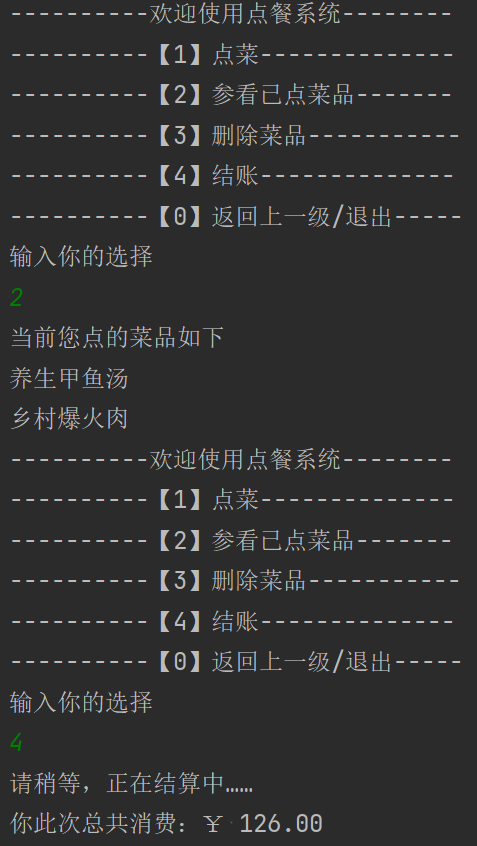 ----------欢迎使用点餐系统--------
----------【1】点菜--------------
----------【2】参看已点菜品-------
----------【3】删除菜品-----------
----------【4】结账--------------
----------【0】返回上一级/退出-----
输入你的选择
2
当前您点的菜品如下
养生甲鱼汤
乡村爆火肉
----------欢迎使用点餐系统--------
----------【1】点菜--------------
----------【2】参看已点菜品-------
----------【3】删除菜品-----------
----------【4】结账--------------
----------【0】返回上一级/退出-----
输入你的选择
4
请稍等，正在结算中……
你此次总共消费：￥ 126.00